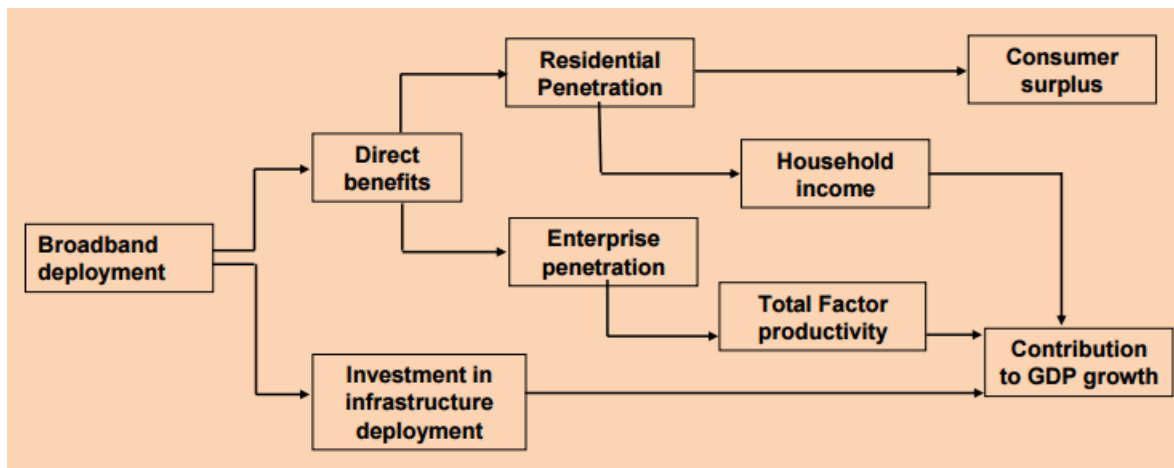 Residential
Penetration
Consumer
surplus
Direct
benefits
Household
income
Broadband
deployment
Enterprise
penetration
Total Factor
productivity
Contribution
to GDP growth
Investment in
infrastructure
deployment